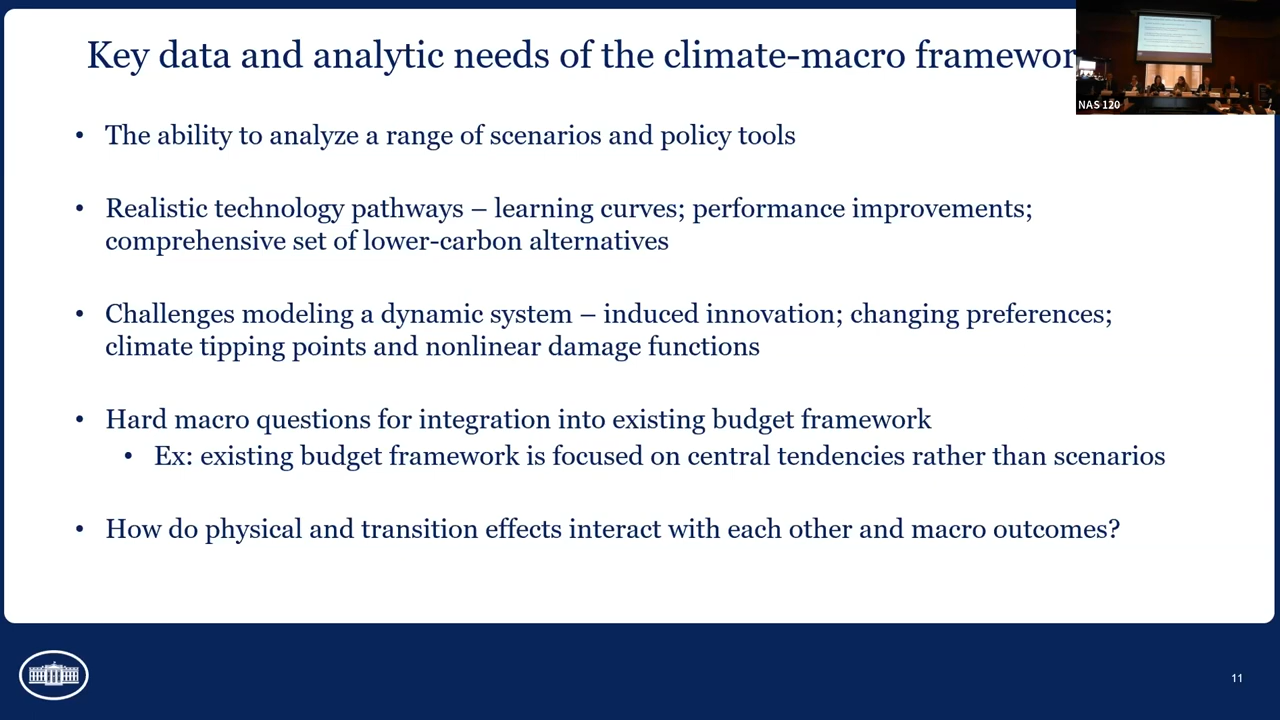 Key data and analytic needs of the climate-macro framewor
NAS 120
• The ability to analyze a range of scenarios and policy tools
• Realistic technology pathways – learning curves; performance improvements;
comprehensive set of lower-carbon alternatives
• Challenges modeling a dynamic system – induced innovation; changing preferences;
climate tipping points and nonlinear damage functions
• Hard macro questions for integration into existing budget framework
• Ex: existing budget framework is focused on central tendencies rather than scenarios
• How do physical and transition effects interact with each other and macro outcomes?
11